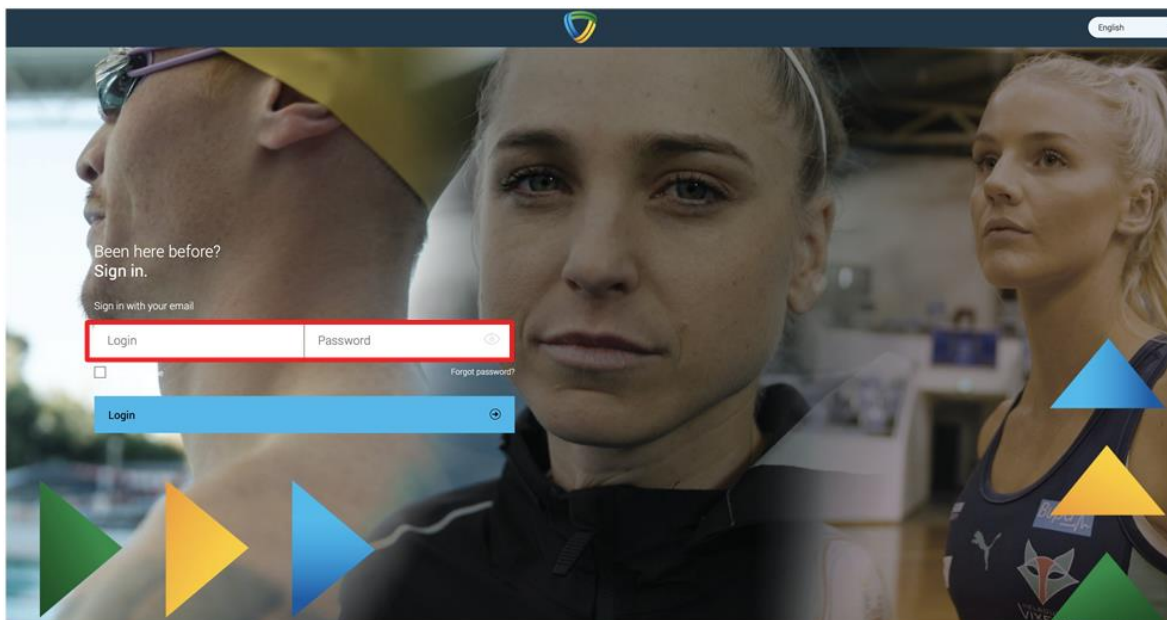 English
Been here before?
Sign in.
Sign in with your email
Login
Password
Forgot password?
Login